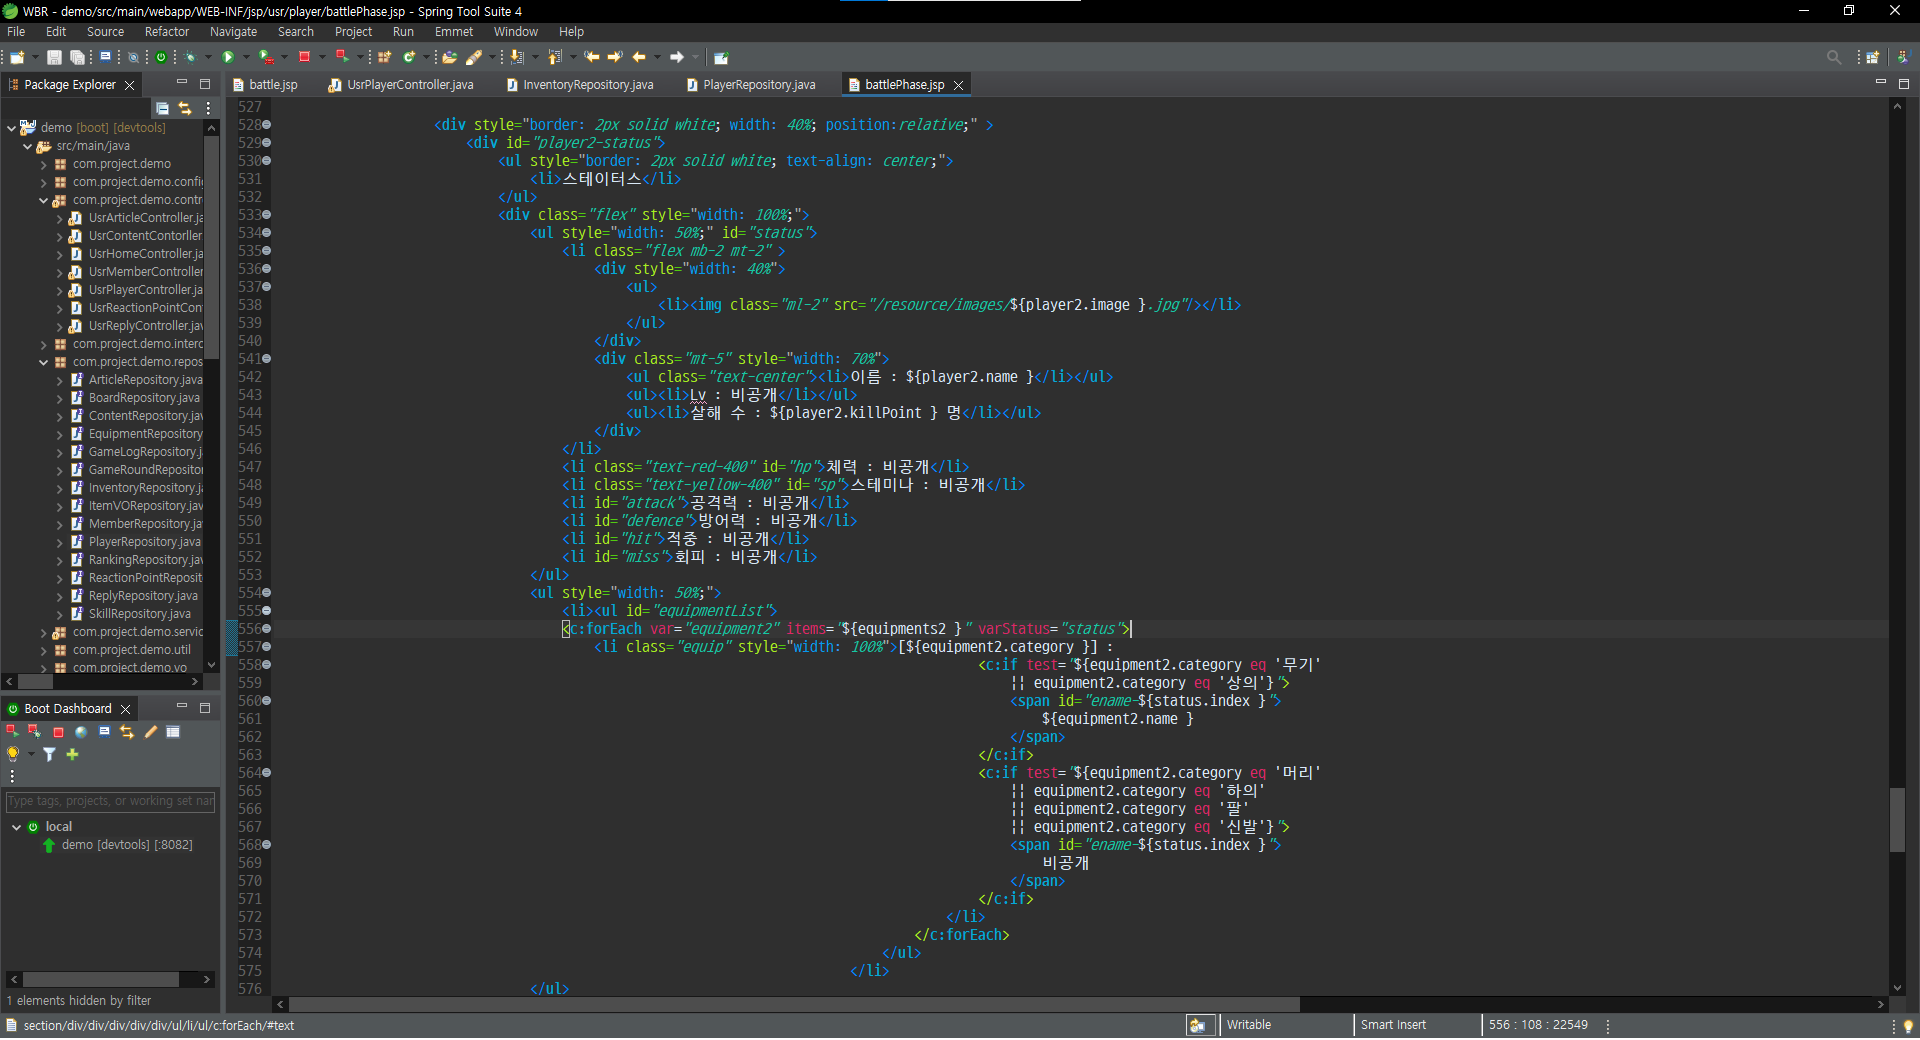 WBR - demo/src/main/webapp/WEB-INF/jsp/usr/player/battlePhase.jsp - Spring Tool Suite 4
File Edit Source Refactor Navigate Search Project Run Emmet Window Help
Package Explorer
battle.jsp UsrPlayerController.java InventoryRepository.java PlayerRepository.java battlePhase.jsp
demo [boot] [devtools]
src/main/java
com.project.demo
com.project.demo.config
com.project.demo.contr
UsrArticleController.ja
UsrContentContorller
UsrHomeController.ja
UsrMemberController
UsrPlayerController.ja
UsrReactionPointCon
UsrReplyController.jav
com.project.demo.interc
com.project.demo.repos
ArticleRepository.java
BoardRepository.java
ContentRepository.java
EquipmentRepository
GameLogRepository.j
GameRoundRepositor
InventoryRepository.ja
ItemVORepository.java
MemberRepository.jav
PlayerRepository.java
RankingRepository.jav
ReactionPointReposit
ReplyRepository.java
SkillRepository.java
com.project.demo.servic
com.project.demo.util
com.project.demo.vo
Boot Dashboard
Type tags, projects, or working set nam
local
demo [devtools] [:8082]
1 elements hidden by filter
527
528 <div style="border: 2px solid white; width: 40%; position:relative;" >
529 <div id="player2-status">
530 <ul style="border: 2px solid white; text-align: center;">
531 <li>스테이터스</li>
532 </ul>
533 <div class="flex" style="width: 100%;">
534 <ul style="width: 50%;" id="status">
535 <li class="flex mb-2 mt-2" >
536 <div style="width: 40%">
537 <ul>
538 <li><img class="ml-2" src="/resource/images/${player2.image }.jpg"/></li>
539 </ul>
540 </div>
541 <div class="mt-5" style="width: 70%">
542 <ul class="text-center"><li>이름 : ${player2.name }</li></ul>
543 <ul><li>Lv : 비공개</li></ul>
544 <ul><li>살해 수 : ${player2.killPoint } 명</li></ul>
545 </div>
546 </li>
547 <li class="text-red-400" id="hp">체력 : 비공개</li>
548 <li class="text-yellow-400" id="sp">스테미나 : 비공개</li>
549 <li id="attack">공격력 : 비공개</li>
550 <li id="defence">방어력 : 비공개</li>
551 <li id="hit">적중 : 비공개</li>
552 <li id="miss">회피 : 비공개</li>
553 </ul>
554 <ul style="width: 50%;">
555 <li><ul id="equipmentList">
556 <c:forEach var="equipment2" items="${equipments2 }" varStatus="status">
557 <li class="equip" style="width: 100%">[${equipment2.category }] :
558 <c:if test="${equipment2.category eq '무기'
559 || equipment2.category eq '상의'}">
560 <span id="ename-${status.index }">
561 ${equipment2.name }
562 </span>
563 </c:if>
564 <c:if test="${equipment2.category eq '머리'
565 || equipment2.category eq '하의'
566 || equipment2.category eq '팔'
567 || equipment2.category eq '신발'}">
568 <span id="ename-${status.index }">
569 비공개
570 </span>
571 </c:if>
572 </li>
573 </c:forEach>
574 </ul>
575 </li>
576 </ul>
section/div/div/div/div/div/ul/li/ul/c:forEach/#text Writable Smart Insert 556 : 108 : 22549